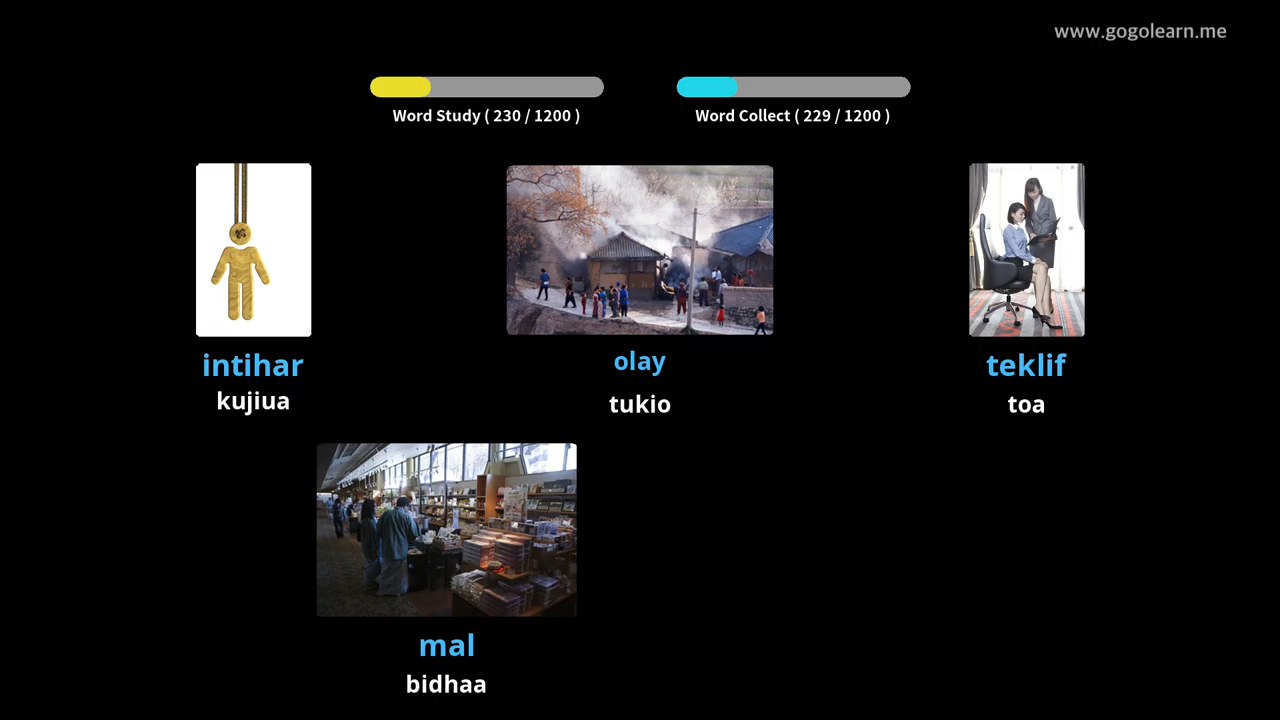 www.gogolearn.me
Word Study ( 230 / 1200 )
Word Collect ( 229 / 1200 )
intihar
kujiua
olay
tukio
teklif
toa
mal
bidhaa